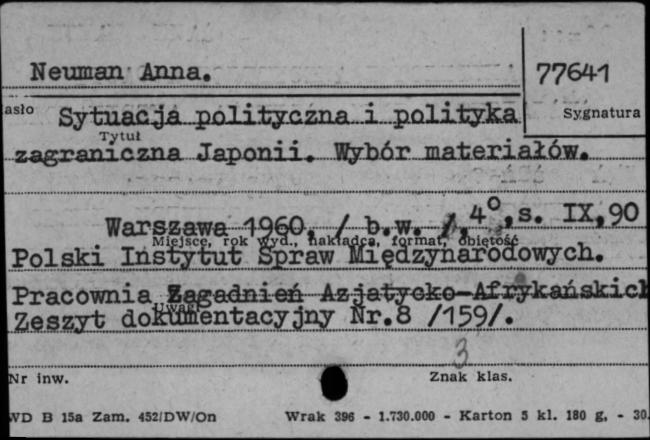 Neuman Anna.
77641
asło Sytuacja polityczna i polityka
Sygnatura
Tytuł
zagraniczna Japonii. Wybór materiałów.
Warszawa 1960, / b.w. /, 4°, s. IX, 90
Miejsce, rok wyd., nakładca, format, objętość
Polski Instytut Spraw Międzynarodowych.
Pracownia Zagadnień Azjatycko-Afrykańskich
Uwagi
Zeszyt dokumentacyjny Nr.8 /159/.
3
Nr inw.
Znak klas.
WD B 15a Zam. 452/DW/On Wrak 396 - 1.730.000 - Karton 5 kl. 180 g, - 30.